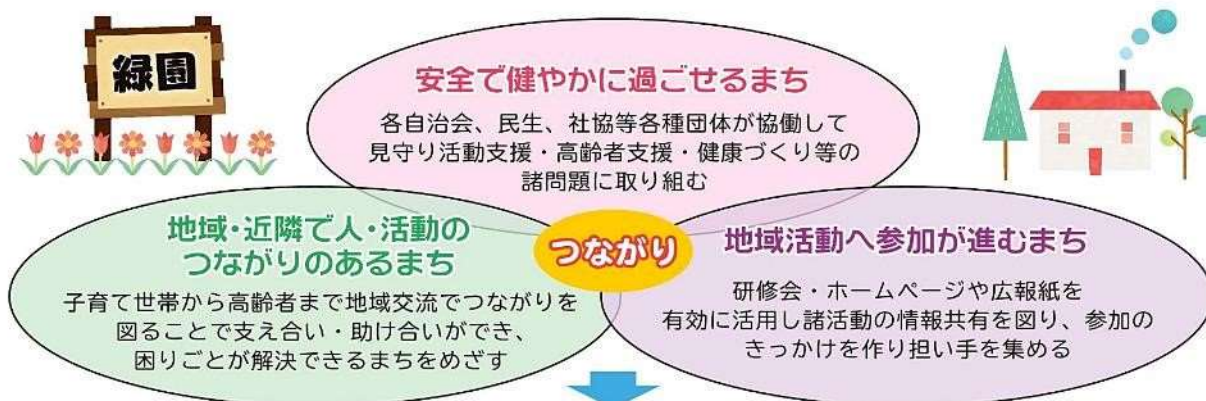 緑園
安全で健やかに過ごせるまち
各自治会、民生、社協等各種団体が協働して
見守り活動支援・高齢者支援・健康づくり等の
諸問題に取り組む
地域・近隣で人・活動の
つながりのあるまち
子育て世帯から高齢者まで地域交流でつながりを
図ることで支え合い・助け合いができ、
困りごとが解決できるまちをめざす
つながり
地域活動へ参加が進むまち
研修会・ホームページや広報紙を
有効に活用し諸活動の情報共有を図り、参加の
きっかけを作り担い手を集める